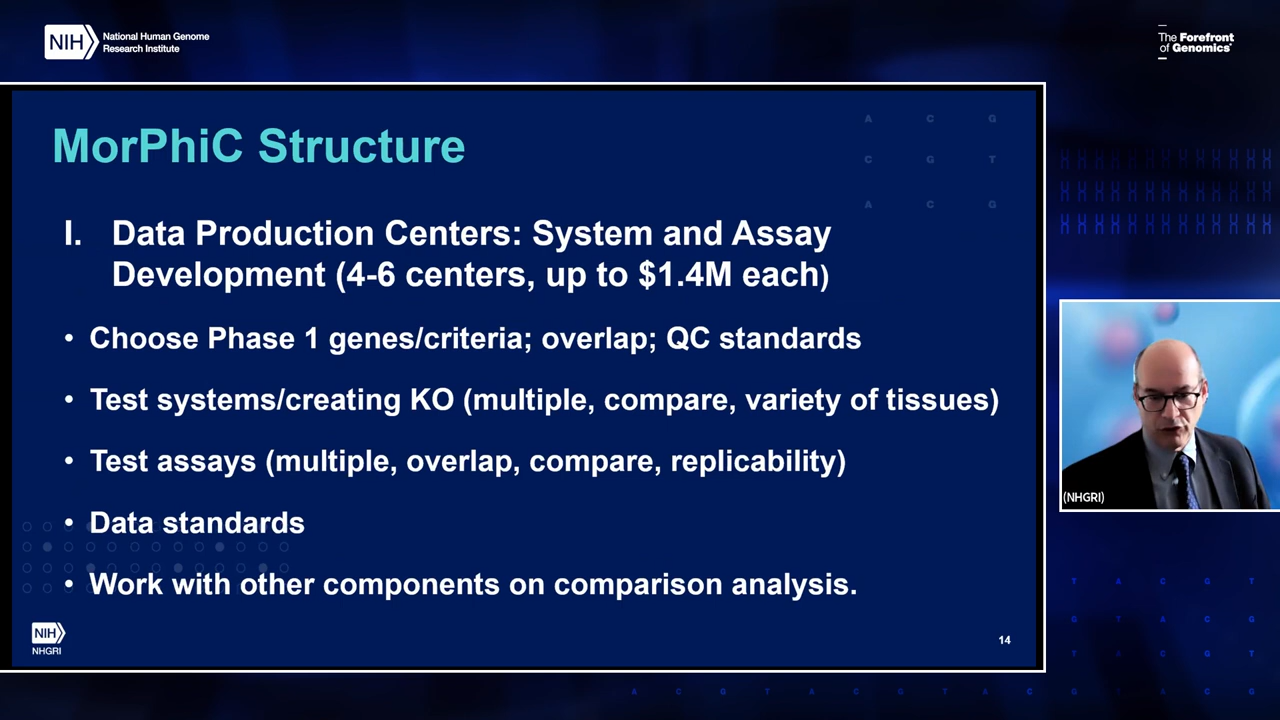 NIH
National Human Genome
Research Institute
The Forefront
of Genomics®
MorPhiC Structure
A C G
C G T
A C G
I. Data Production Centers: System and Assay
Development (4-6 centers, up to $1.4M each)
• Choose Phase 1 genes/criteria; overlap; QC standards
• Test systems/creating KO (multiple, compare, variety of tissues)
• Test assays (multiple, overlap, compare, replicability)
• Data standards
• Work with other components on comparison analysis.
NIH
NHGRI
14
(NHGRI)
T A C G T
G T A C G
T T A C G
A C G T A C G T A C G T A C G